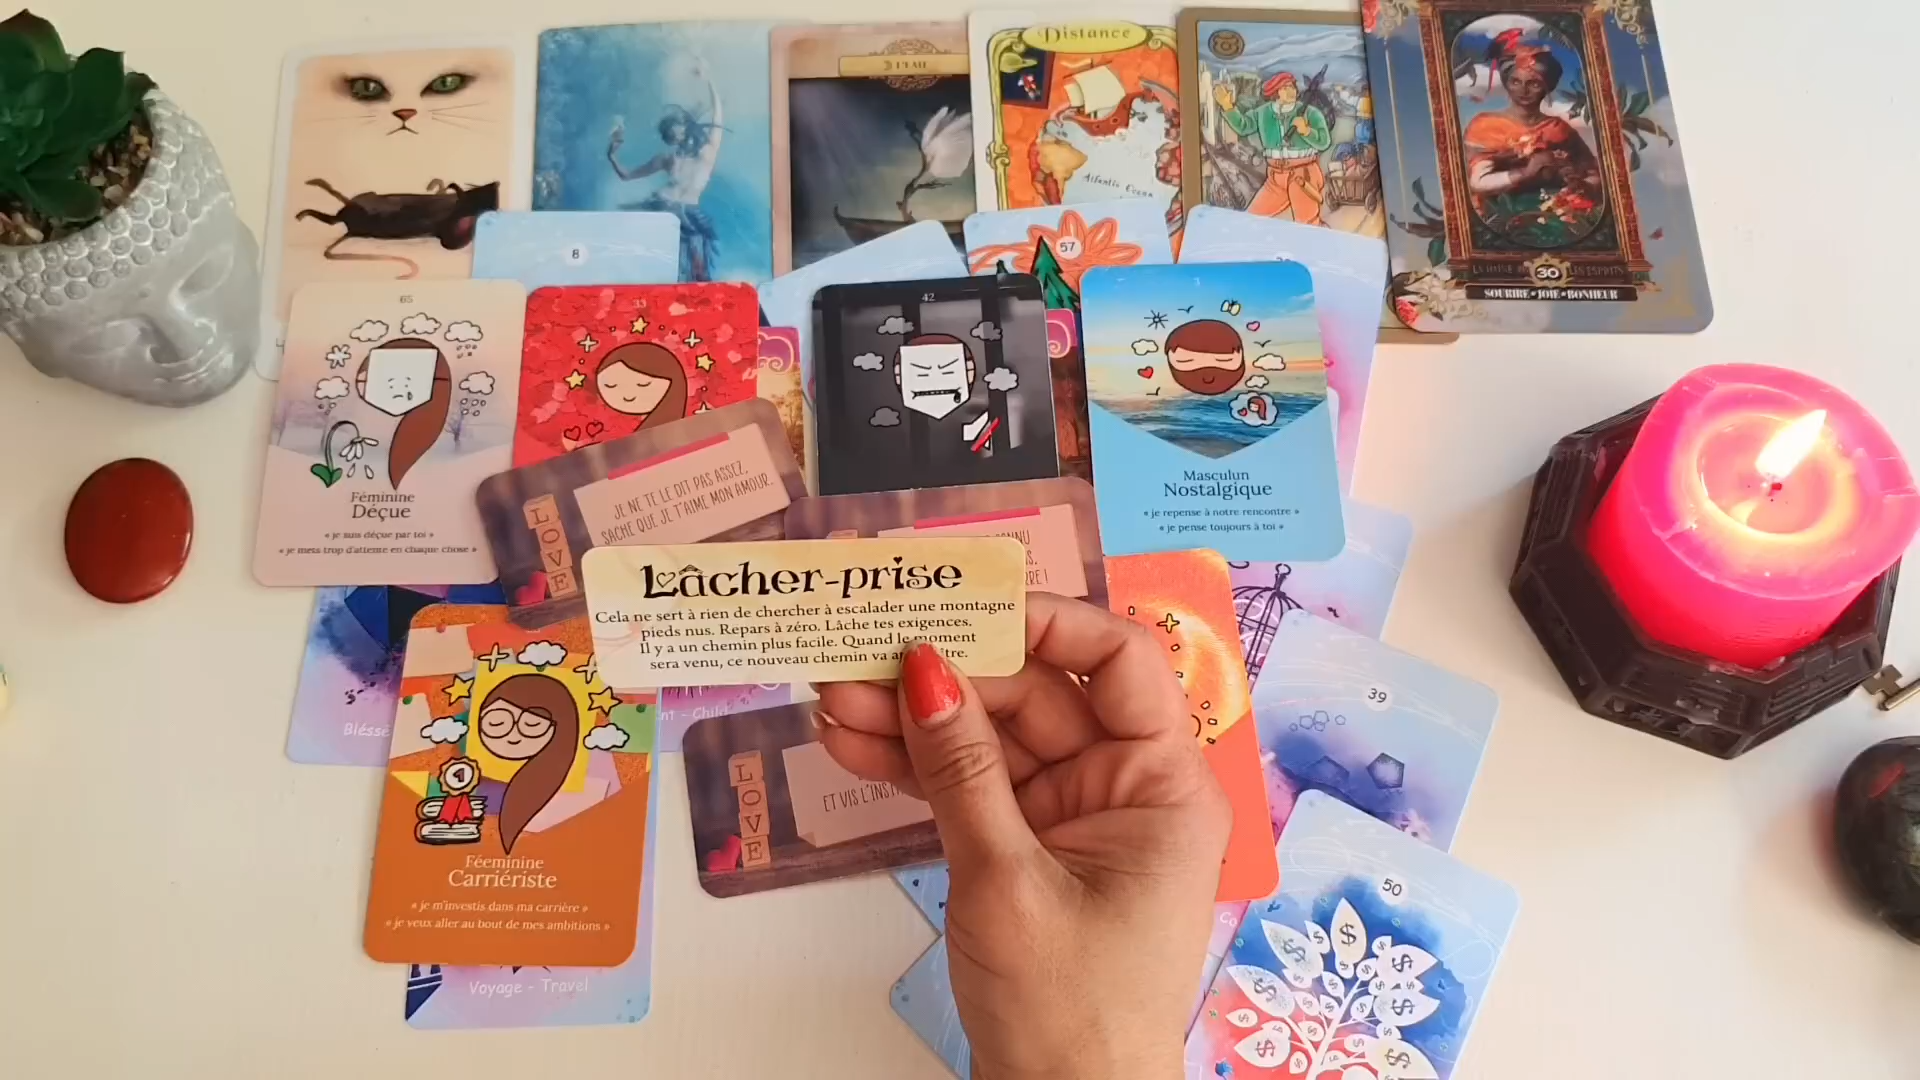 L'EAU
Distance
Atlantic Ocean
30
SOURIRE • JOIE • BONHEUR
8
57
65
33
42
Féminine
Déçue
« je suis déçue par toi »
« je mets trop d'attente en chaque chose »
LOVE
JE NE TE LE DIT PAS ASSEZ,
SACHE QUE JE T'AIME MON AMOUR.
Masculun
Nostalgique
« je repense à notre rencontre »
« je pense toujours à toi »
Lâcher-prise
Cela ne sert à rien de chercher à escalader une montagne
pieds nus. Repars à zéro. Lâche tes exigences.
Il y a un chemin plus facile. Quand le moment
sera venu, ce nouveau chemin va
- Child
39
LOVE
ET VIS
1
Féeminine
Carriériste
« je m'investis dans ma carrière »
« je veux aller au bout de mes ambitions »
Voyage - Travel
50